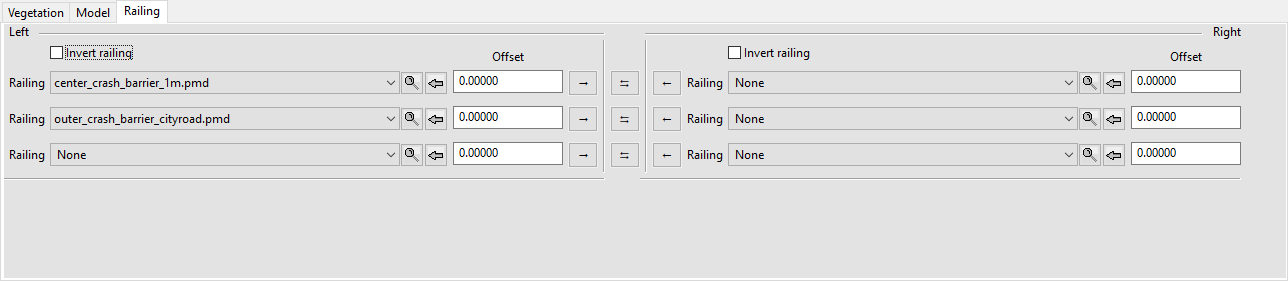 Vegetation Model Railing
Left Right
Invert railing Offset Invert railing Offset
Railing center_crash_barrier_1m.pmd 0.00000 → ⇆ ← Railing None 0.00000
Railing outer_crash_barrier_cityroad.pmd 0.00000 → ⇆ ← Railing None 0.00000
Railing None 0.00000 → ⇆ ← Railing None 0.00000